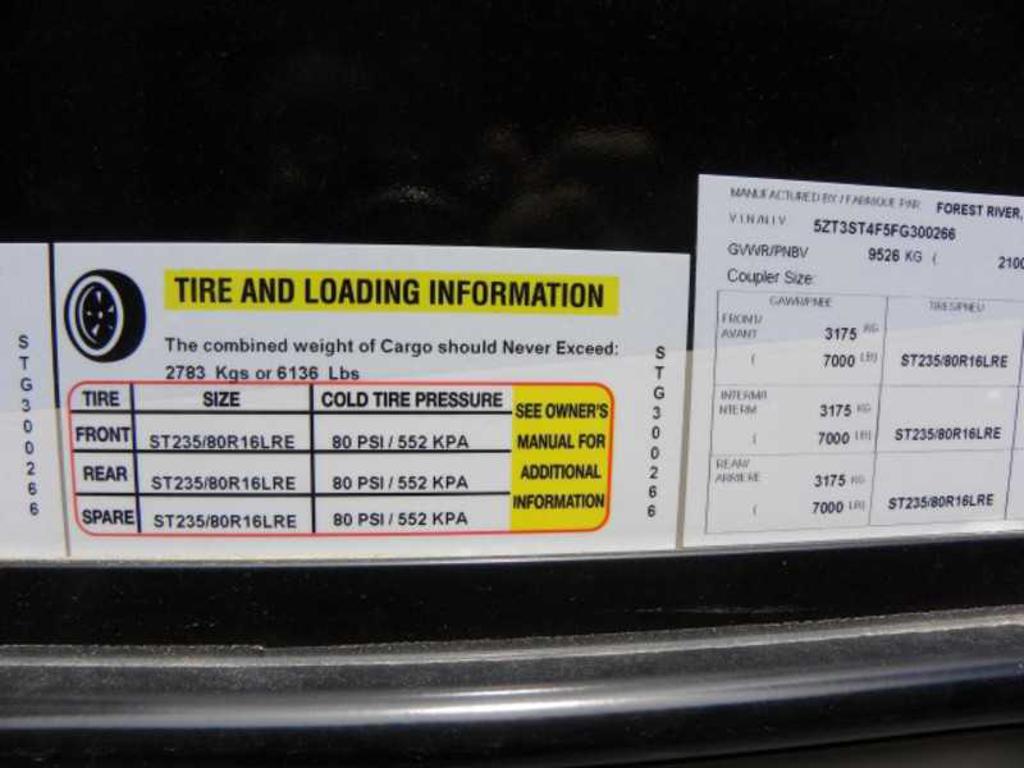 STG300266
TIRE AND LOADING INFORMATION
The combined weight of Cargo should Never Exceed:
2783 Kgs or 6136 Lbs
TIRE SIZE COLD TIRE PRESSURE
FRONT ST235/80R16LRE 80 PSI / 552 KPA
REAR ST235/80R16LRE 80 PSI / 552 KPA
SPARE ST235/80R16LRE 80 PSI / 552 KPA
SEE OWNER'S
MANUAL FOR
ADDITIONAL
INFORMATION
STG300266
MANUFACTURED BY / FABRIQUE PAR FOREST RIVER,
V I N / N I V 5ZT3ST4F5FG300266
GVWR/PNBV 9526 KG ( 2100
Coupler Size:
GAWR/PNBE TIRES/PNEU
FRONT/
AVANT 3175 KG
( 7000 LB) ST235/80R16LRE
INTERM/
INTERM 3175 KG
( 7000 LB) ST235/80R16LRE
REAR/
ARRIERE 3175 KG
( 7000 LB) ST235/80R16LRE